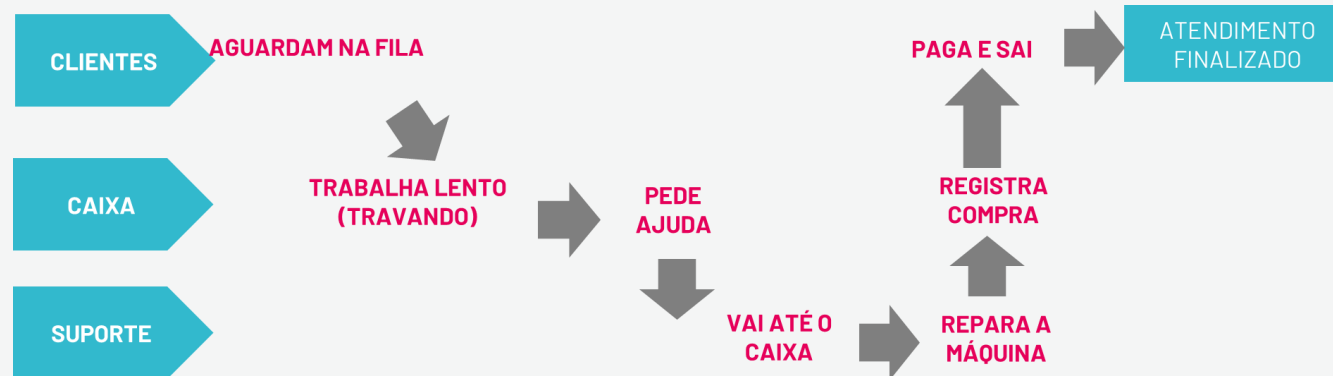 CLIENTES
AGUARDAM NA FILA
PAGA E SAI
ATENDIMENTO
FINALIZADO
CAIXA
TRABALHA LENTO
(TRAVANDO)
PEDE
AJUDA
REGISTRA
COMPRA
SUPORTE
VAI ATÉ O
CAIXA
REPARA A
MÁQUINA